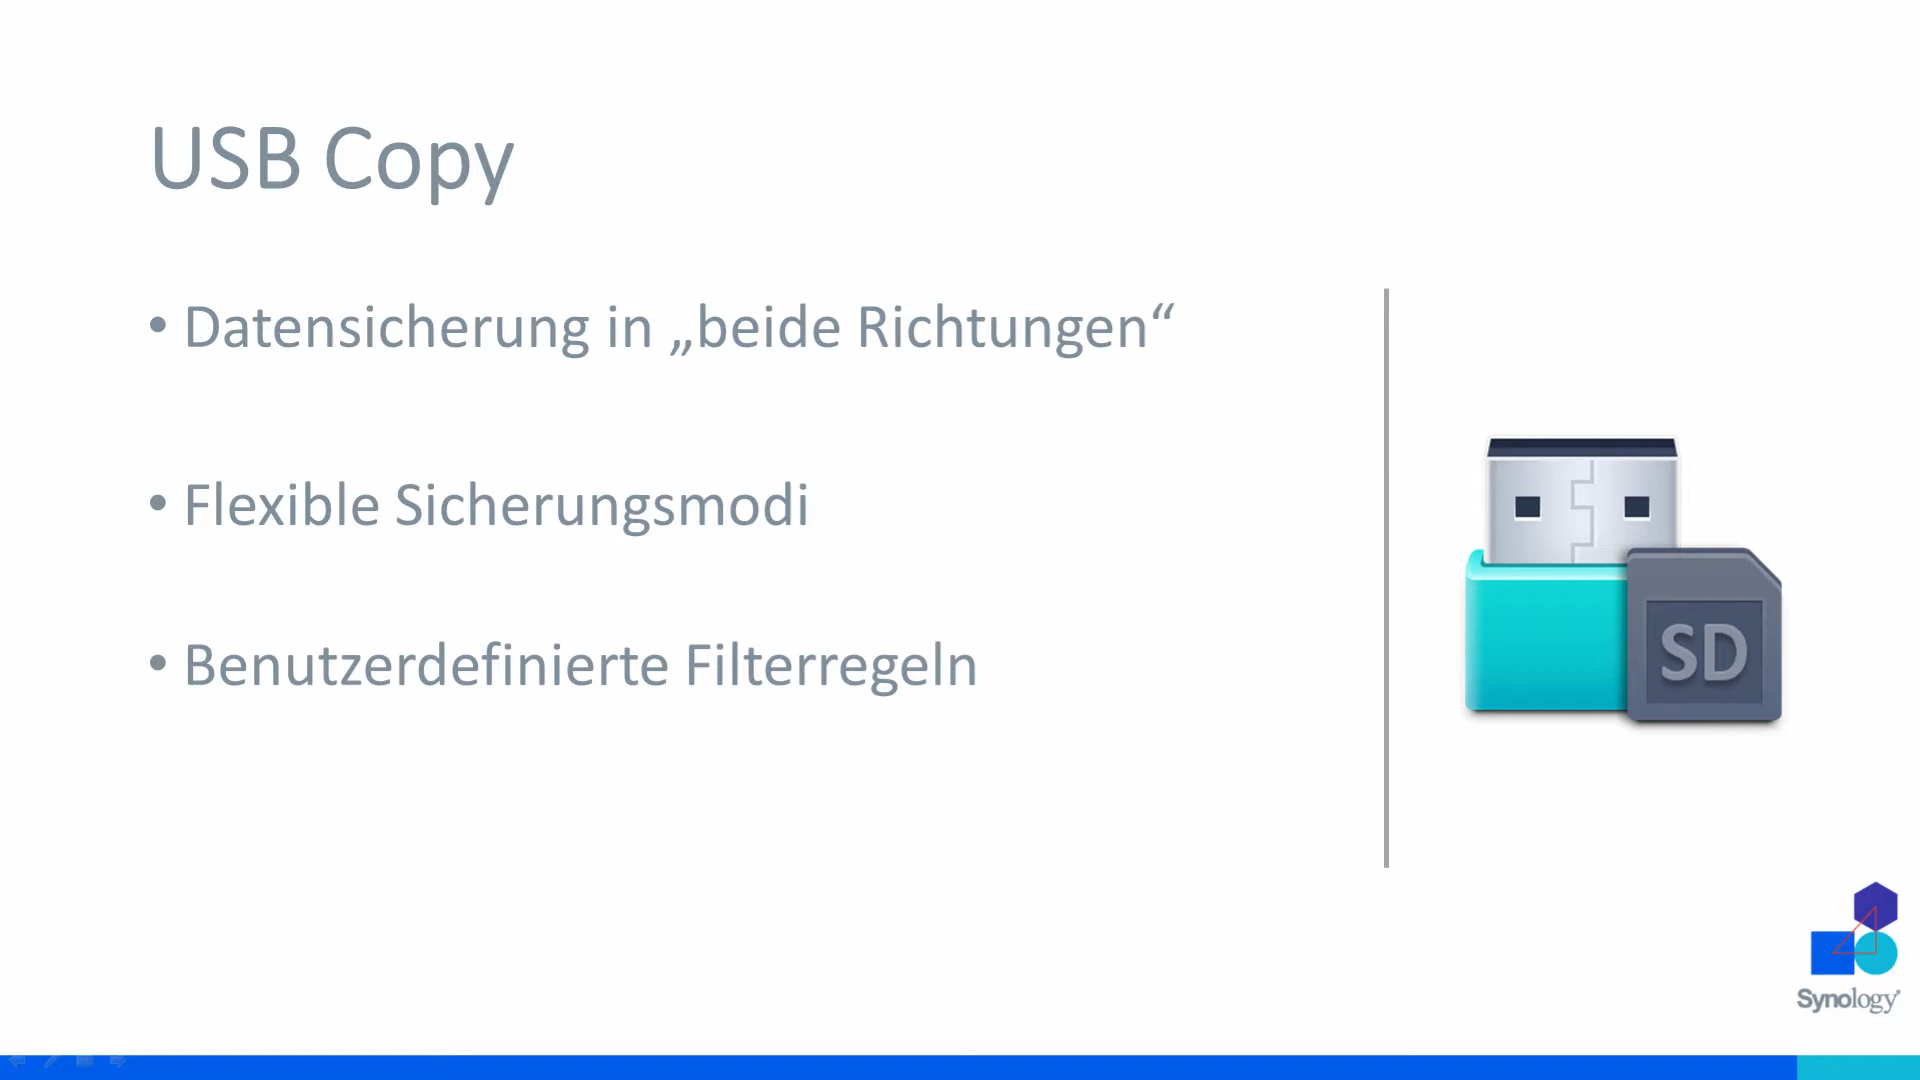 USB Copy
• Datensicherung in „beide Richtungen“
• Flexible Sicherungsmodi
• Benutzerdefinierte Filterregeln
SD
Synology